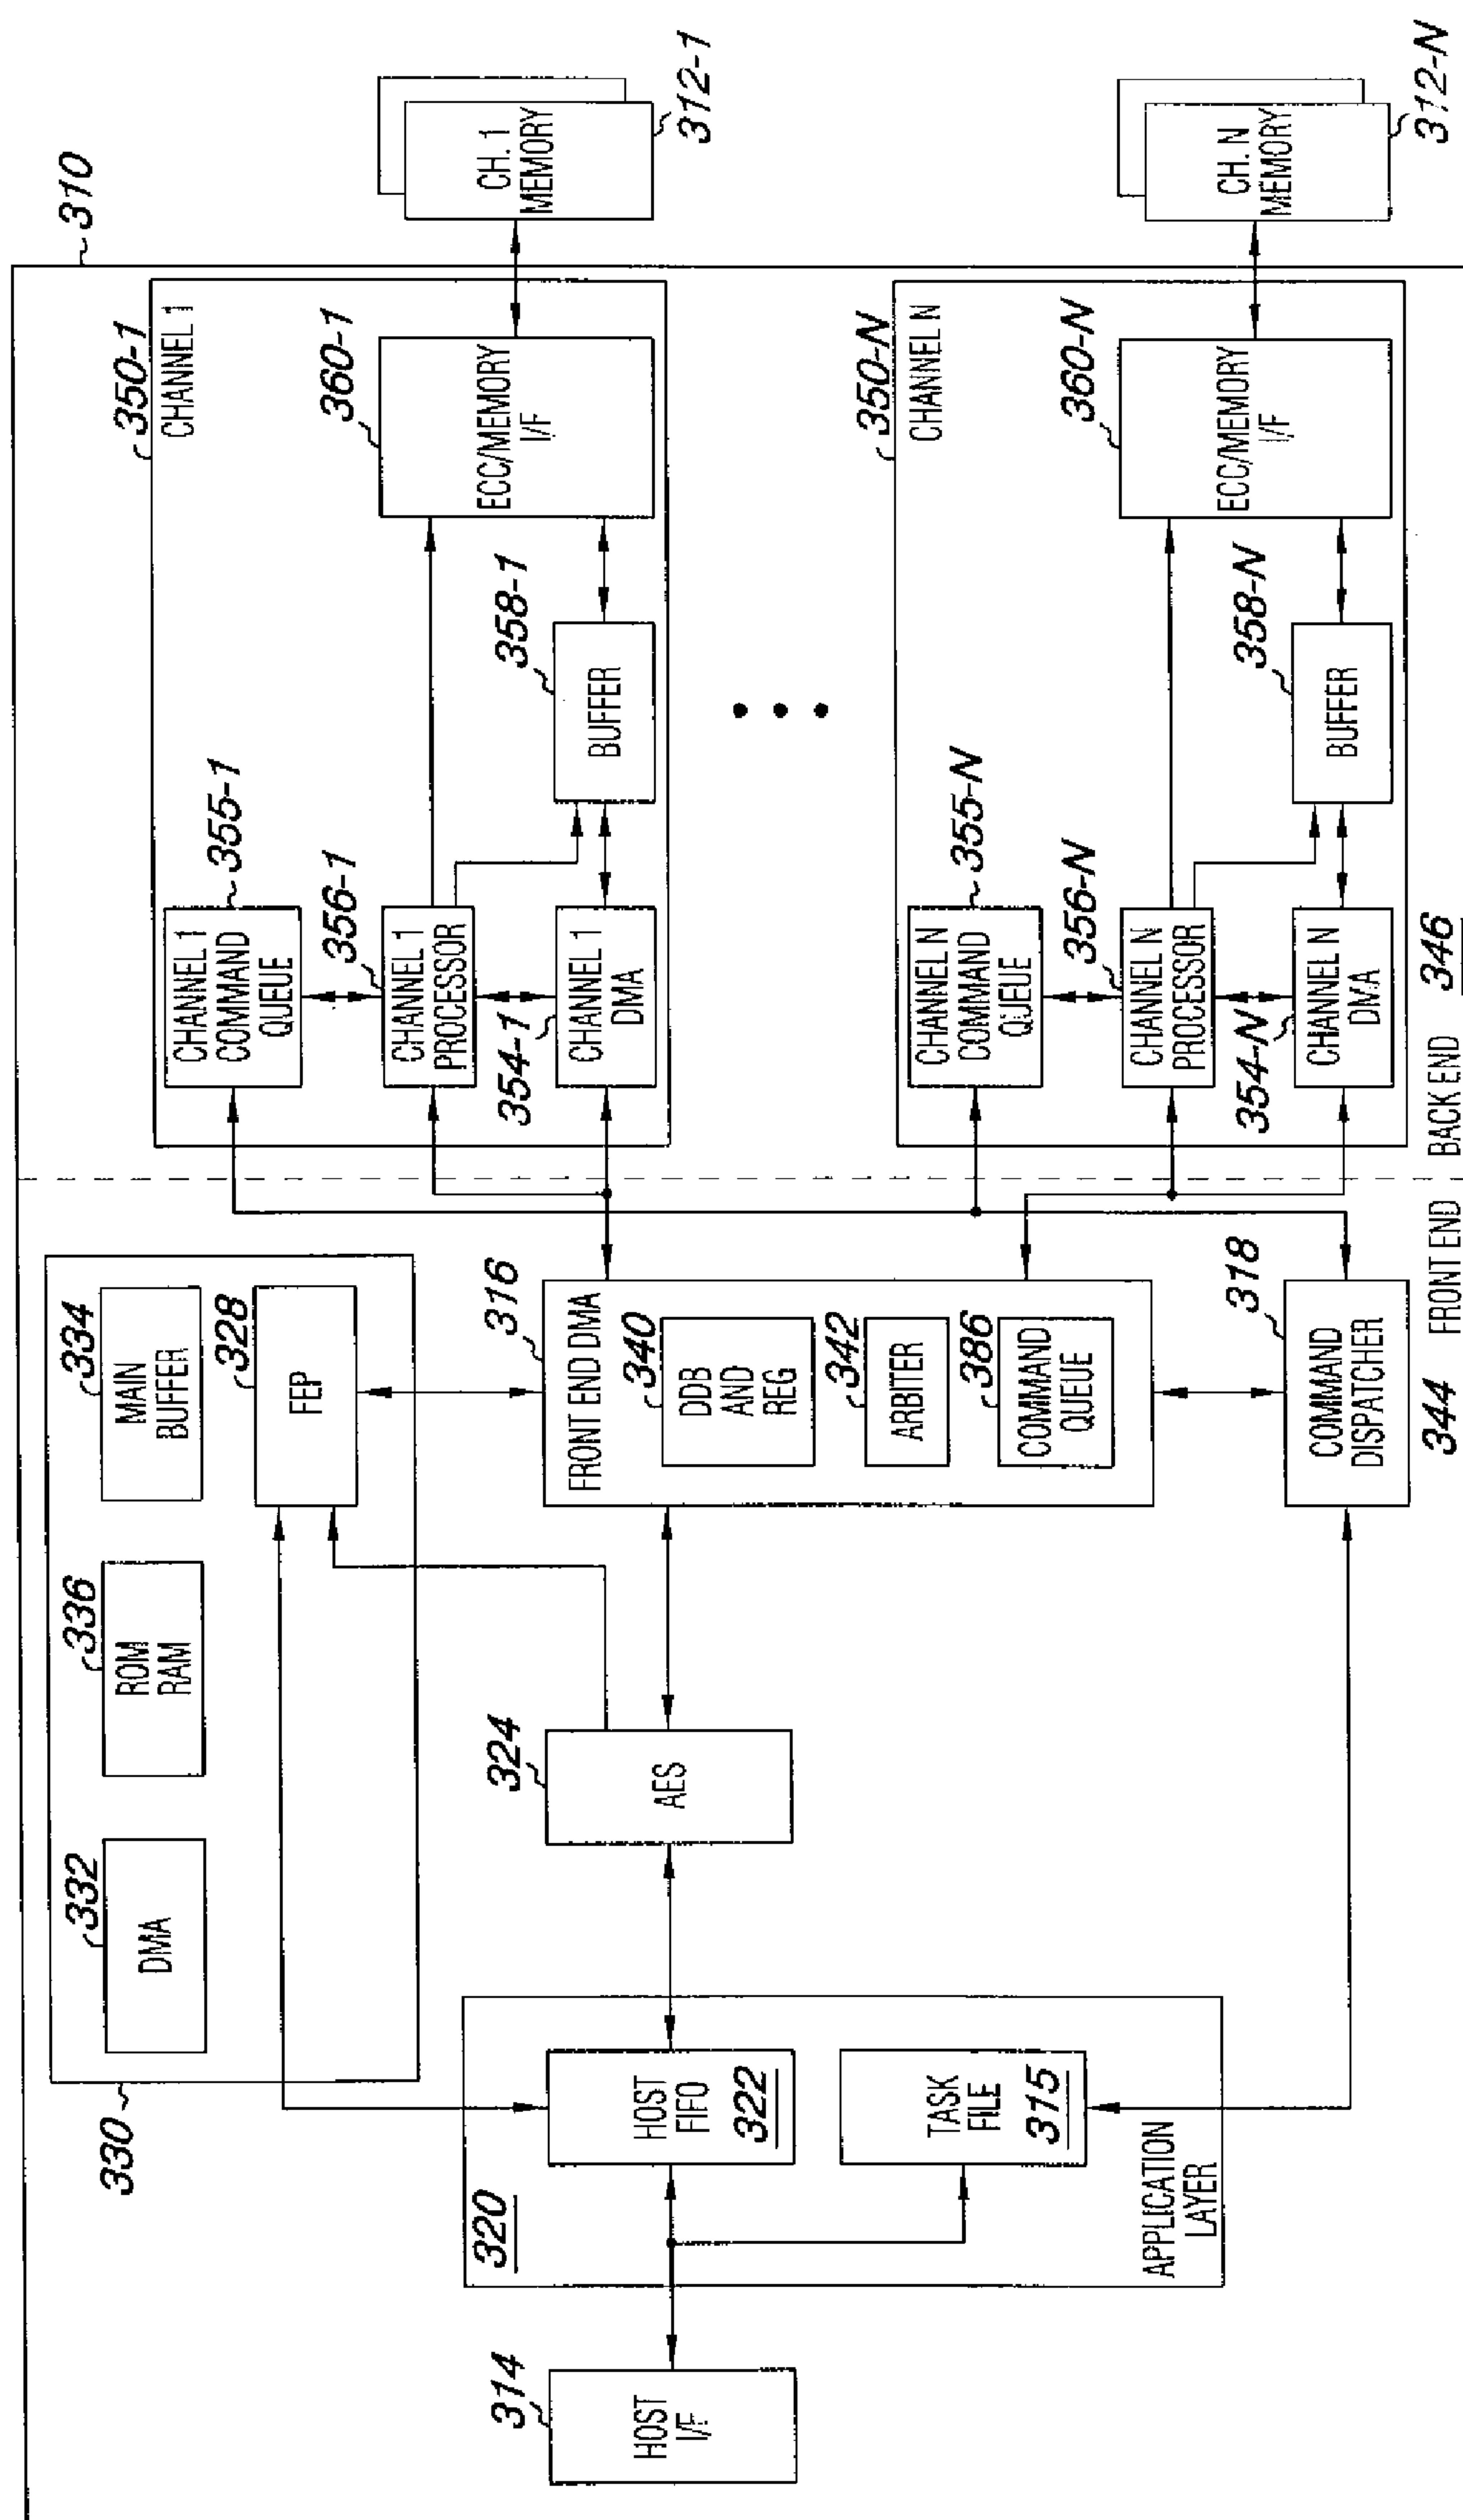 310
330
332
DMA
336
ROM
RAM
334
MAIN
BUFFER
328
FEP
314
HOST
I/F
320
HOST
FIFO
322
TASK
FILE
315
APPLICATION
LAYER
324
AES
316
FRONT END DMA
340
DDB
AND
REG
342
ARBITER
386
COMMAND
QUEUE
318
COMMAND
DISPATCHER
344
FRONT END
BACK END
346
350-1
CHANNEL 1
355-1
CHANNEL 1
COMMAND
QUEUE
356-1
CHANNEL 1
PROCESSOR
354-1
CHANNEL 1
DMA
358-1
BUFFER
360-1
ECC/MEMORY
I/F
CH. 1
MEMORY
312-1
350-N
CHANNEL N
355-N
CHANNEL N
COMMAND
QUEUE
356-N
CHANNEL N
PROCESSOR
354-N
CHANNEL N
DMA
358-N
BUFFER
360-N
ECC/MEMORY
I/F
CH. N
MEMORY
312-N